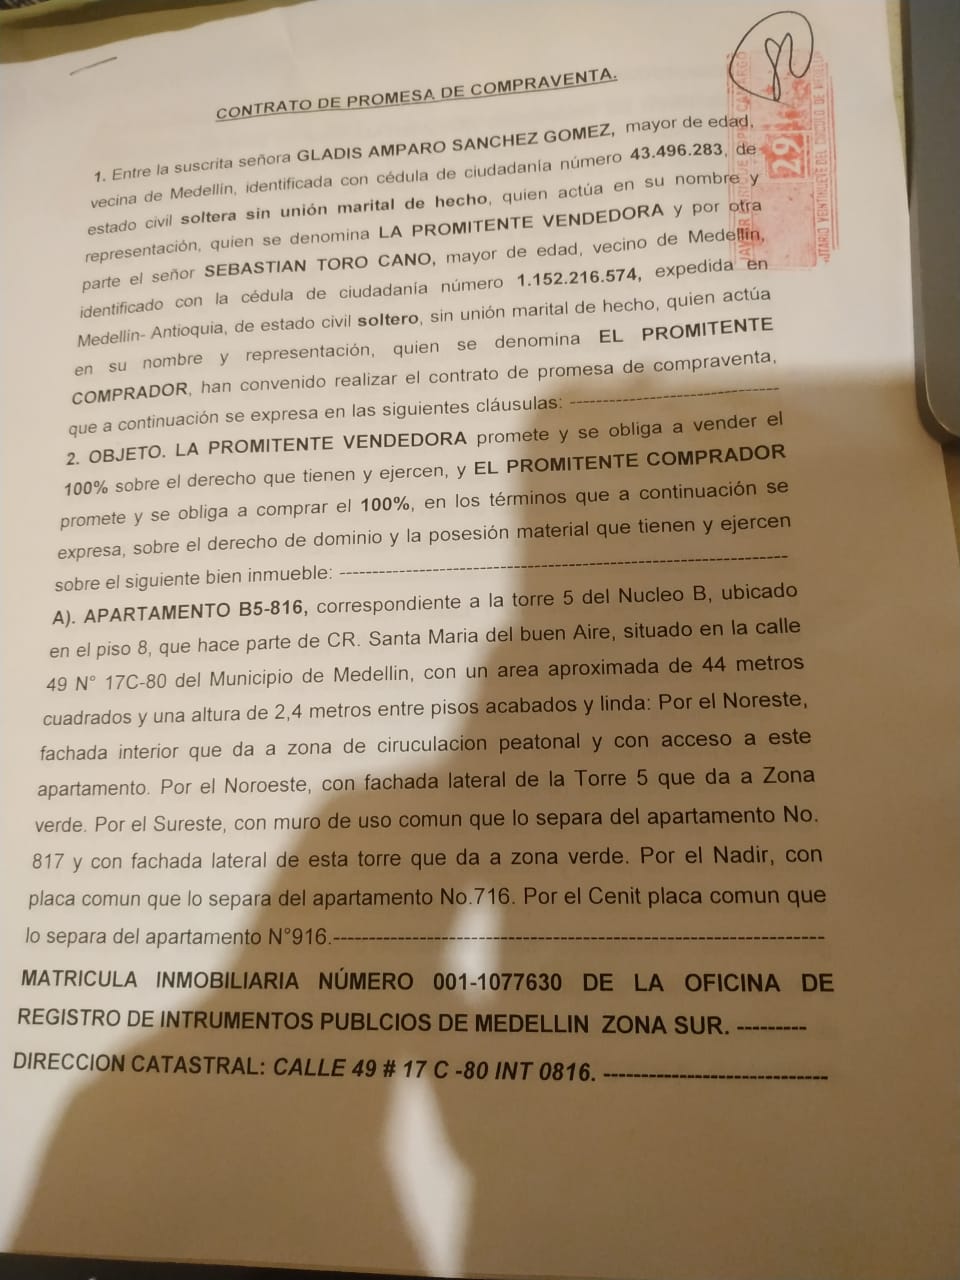 CONTRATO DE PROMESA DE COMPRAVENTA.
1. Entre la suscrita señora GLADIS AMPARO SANCHEZ GOMEZ, mayor de edad,
vecina de Medellín, identificada con cédula de ciudadanía número 43.496.283, de
estado civil soltera sin unión marital de hecho, quien actúa en su nombre y
representación, quien se denomina LA PROMITENTE VENDEDORA y por otra
parte el señor SEBASTIAN TORO CANO, mayor de edad, vecino de Medellín,
identificado con la cédula de ciudadanía número 1.152.216.574, expedida en
Medellín- Antioquia, de estado civil soltero, sin unión marital de hecho, quien actúa
en su nombre y representación, quien se denomina EL PROMITENTE
COMPRADOR, han convenido realizar el contrato de promesa de compraventa,
que a continuación se expresa en las siguientes cláusulas: --------------------------------
2. OBJETO. LA PROMITENTE VENDEDORA promete y se obliga a vender el
100% sobre el derecho que tienen y ejercen, y EL PROMITENTE COMPRADOR
promete y se obliga a comprar el 100%, en los términos que a continuación se
expresa, sobre el derecho de dominio y la posesión material que tienen y ejercen
sobre el siguiente bien inmueble: --------------------------------------------------------------------
A). APARTAMENTO B5-816, correspondiente a la torre 5 del Nucleo B, ubicado
en el piso 8, que hace parte de CR. Santa Maria del buen Aire, situado en la calle
49 N° 17C-80 del Municipio de Medellin, con un area aproximada de 44 metros
cuadrados y una altura de 2,4 metros entre pisos acabados y linda: Por el Noreste,
fachada interior que da a zona de ciruculacion peatonal y con acceso a este
apartamento. Por el Noroeste, con fachada lateral de la Torre 5 que da a Zona
verde. Por el Sureste, con muro de uso comun que lo separa del apartamento No.
817 y con fachada lateral de esta torre que da a zona verde. Por el Nadir, con
placa comun que lo separa del apartamento No.716. Por el Cenit placa comun que
lo separa del apartamento N°916.--------------------------------------------------------------------
MATRICULA INMOBILIARIA NÚMERO 001-1077630 DE LA OFICINA DE
REGISTRO DE INTRUMENTOS PUBLCIOS DE MEDELLIN ZONA SUR. ---------
DIRECCION CATASTRAL: CALLE 49 # 17 C -80 INT 0816. -----------------------------
29